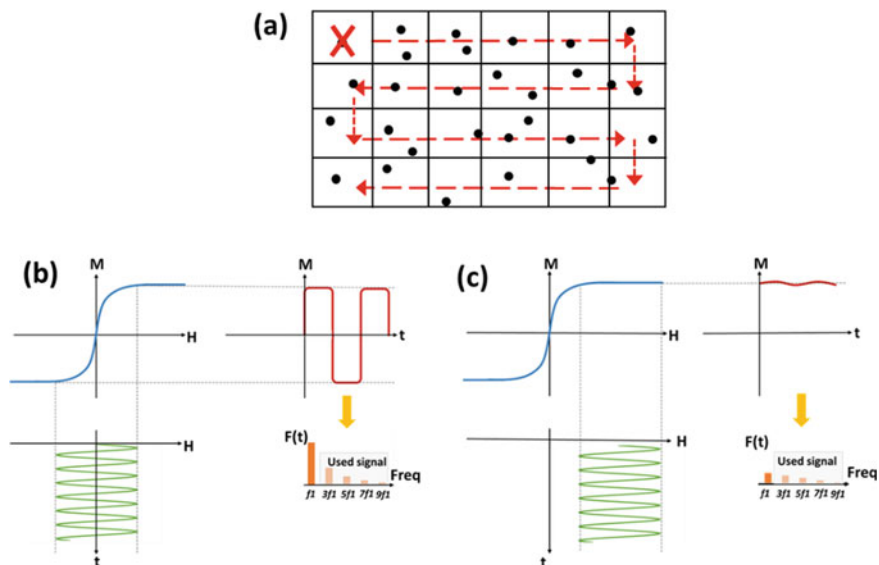 (a)
(b)
M
H
M
t
H
t
F(t)
Used signal
Freq
f1 3f1 5f1 7f1 9f1
(c)
M
H
M
t
H
t
F(t)
Used signal
Freq
f1 3f1 5f1 7f1 9f1